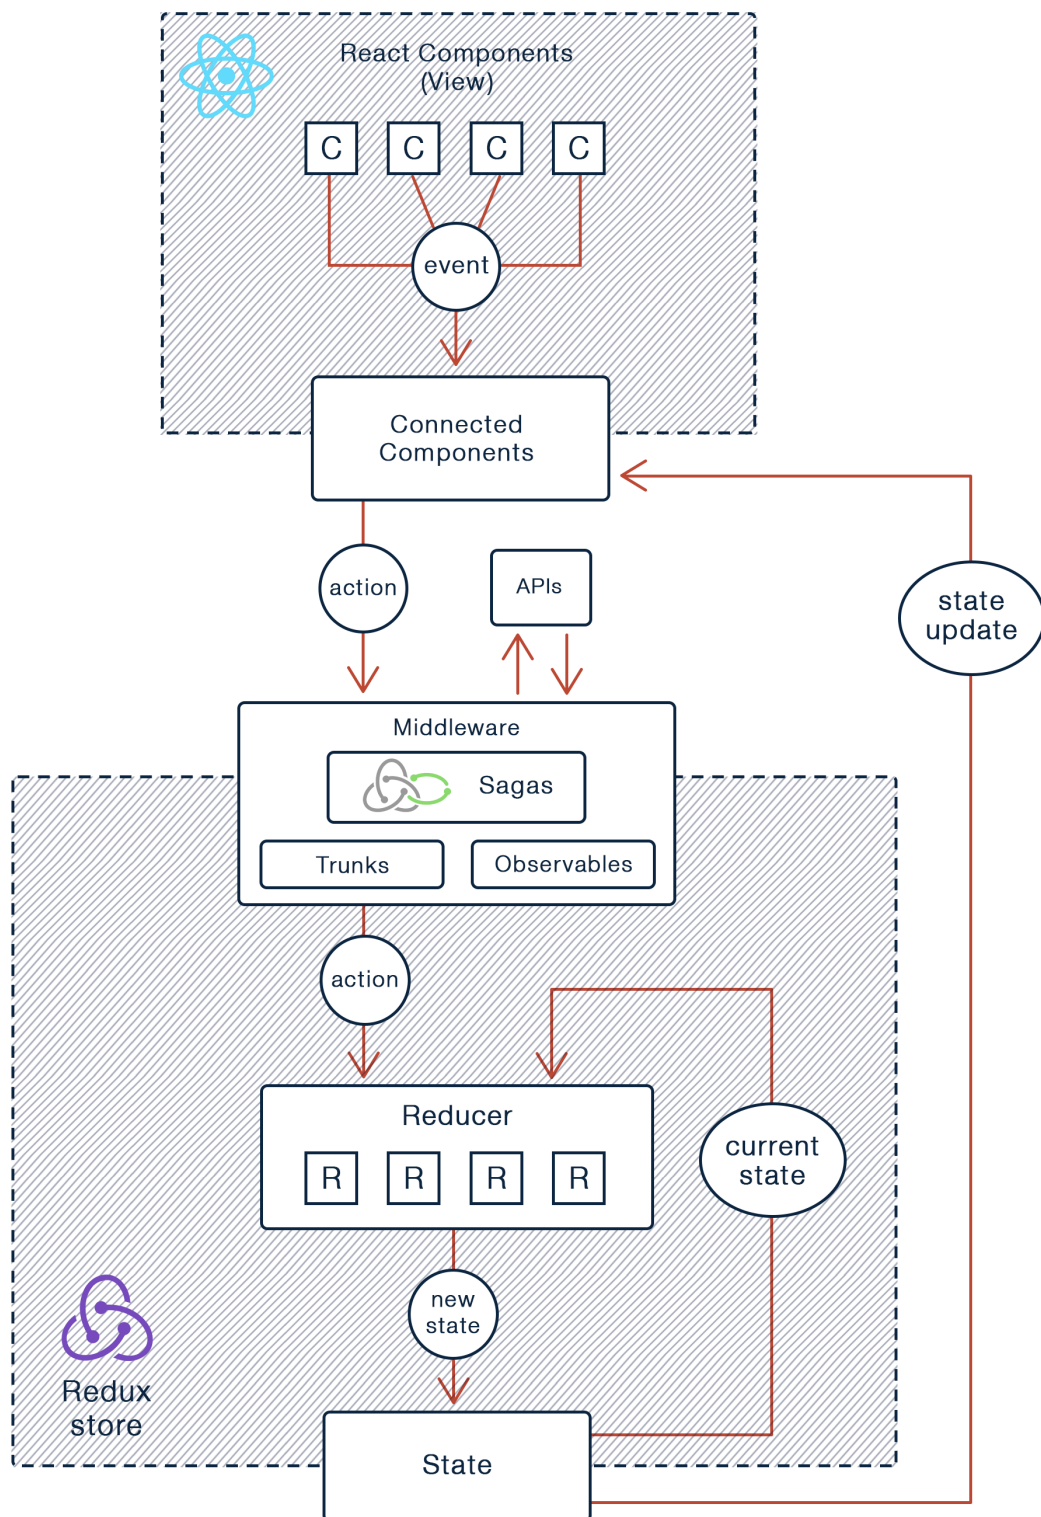 React Components
(View)
C C C C
event
Connected
Components
action
APIs
state
update
Middleware
Sagas
Trunks
Observables
action
Reducer
R R R R
current
state
new
state
Redux
store
State